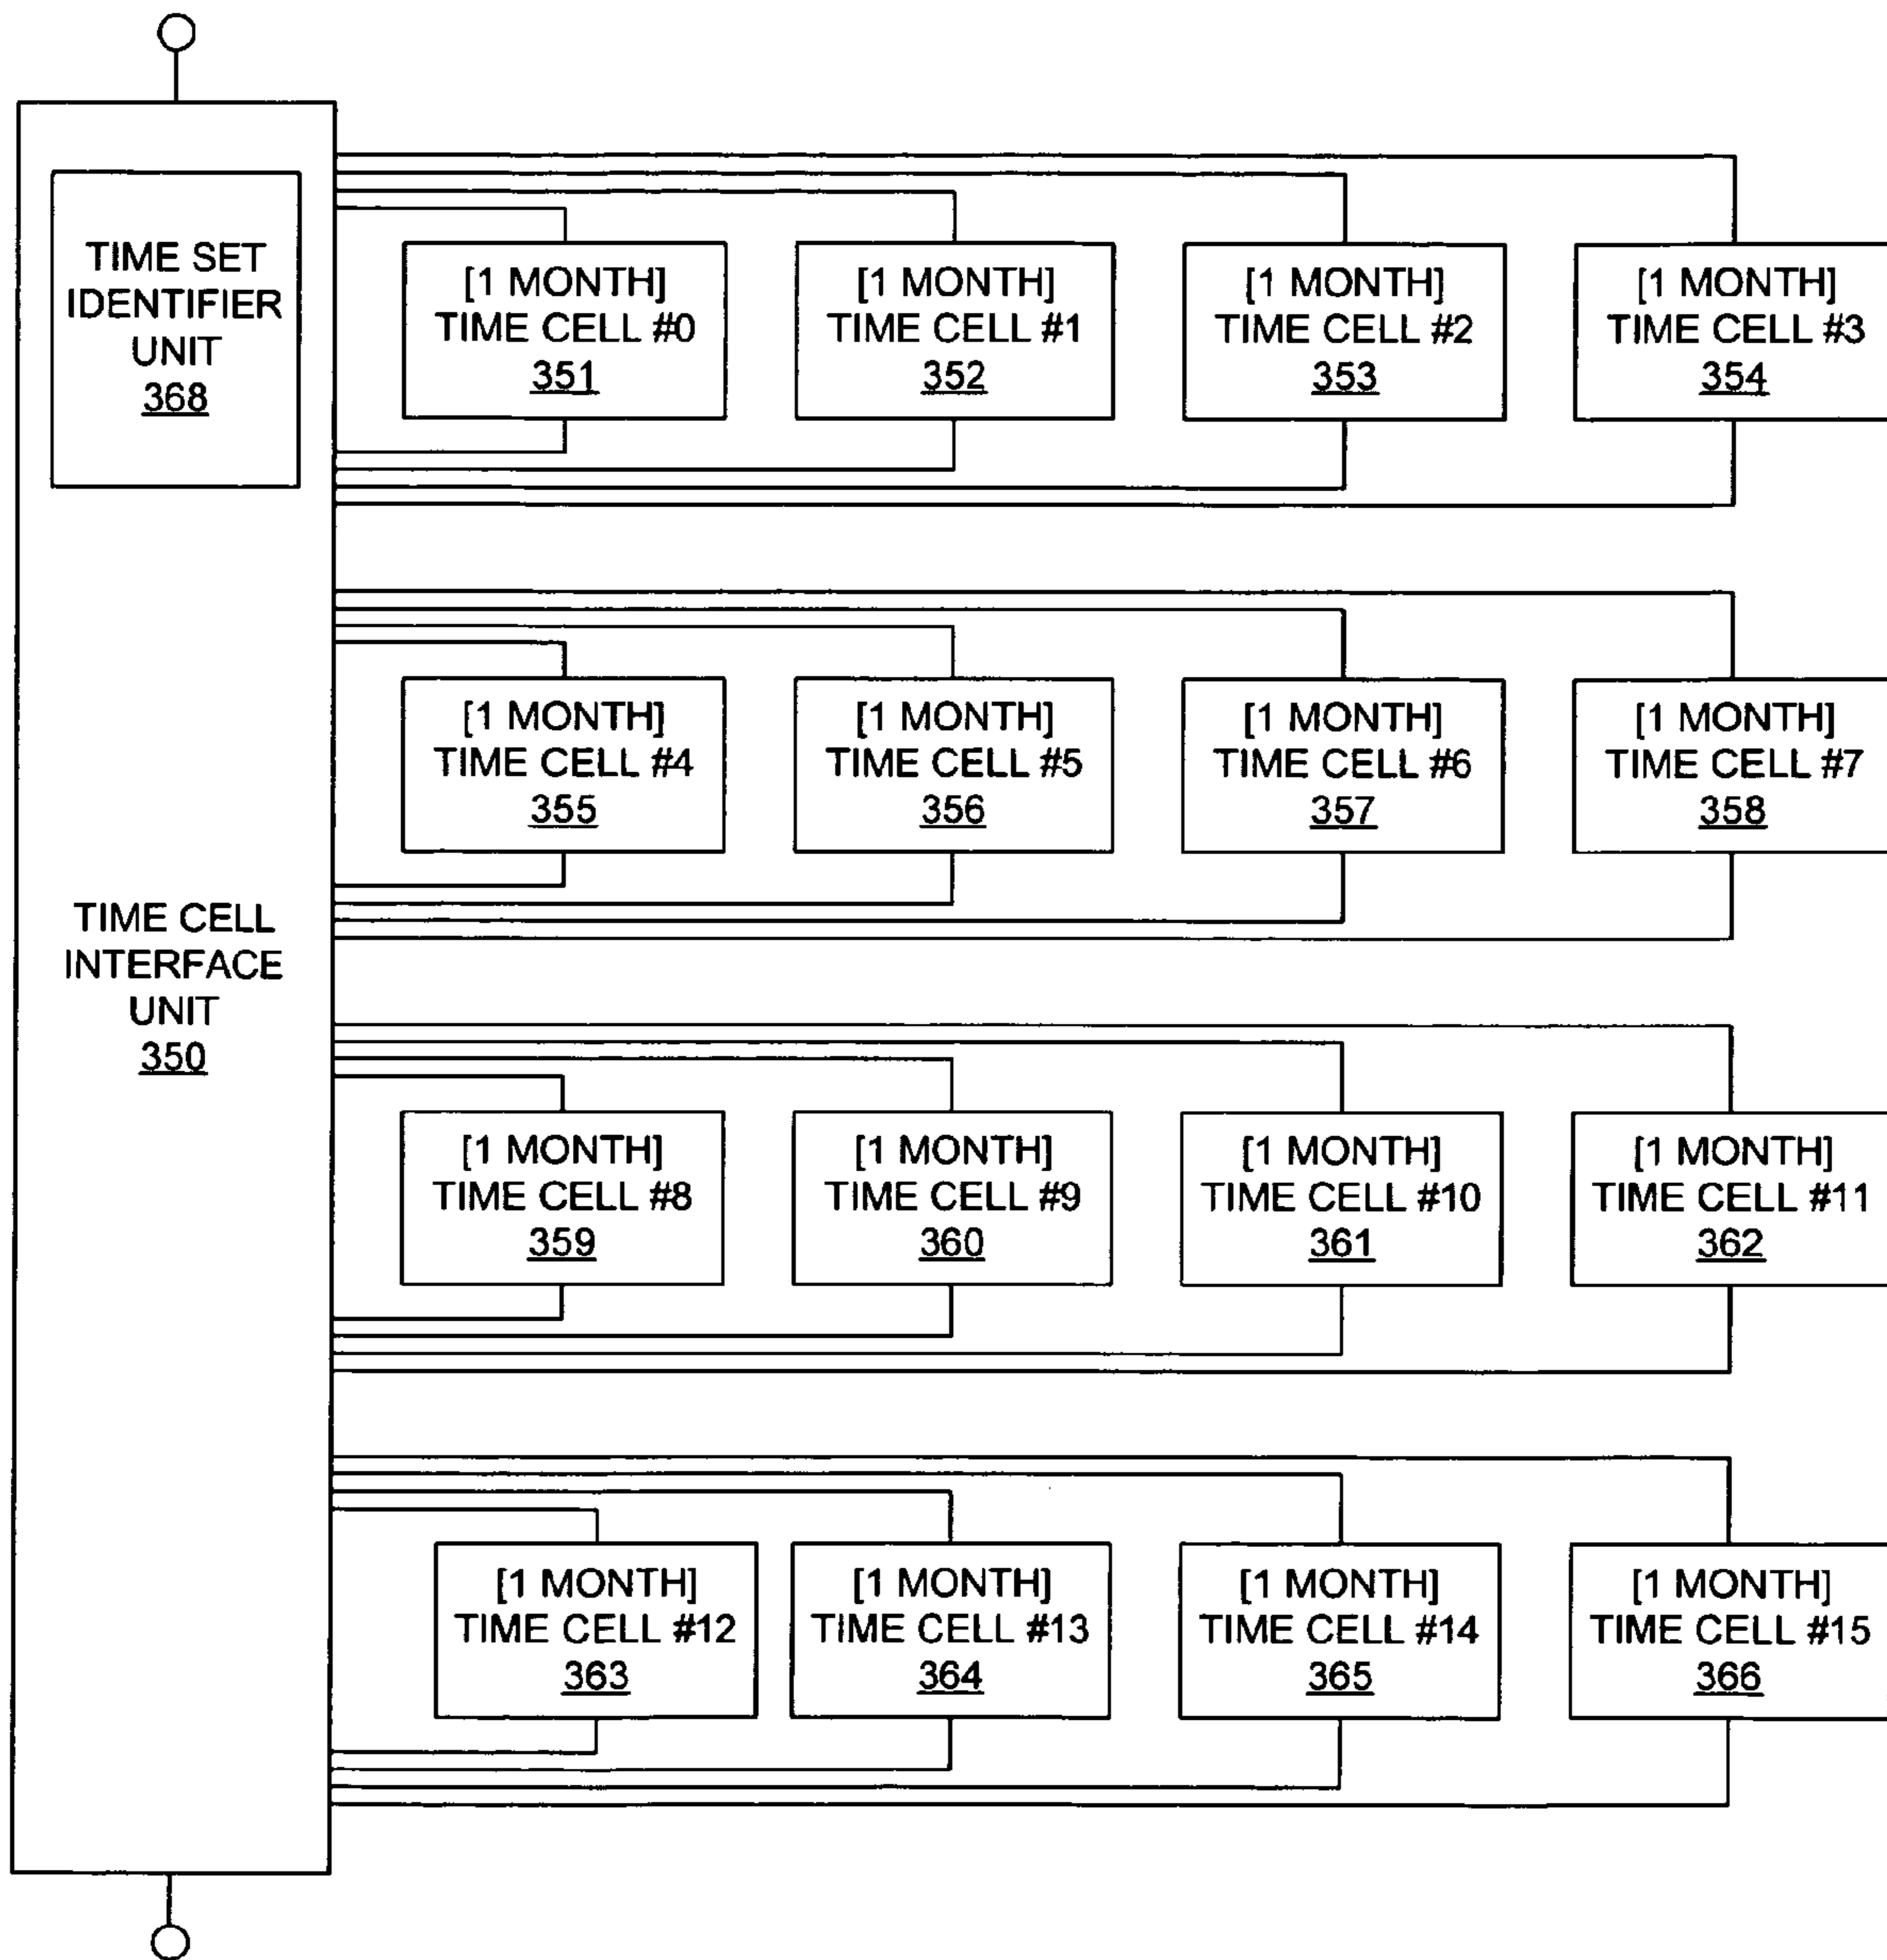 TIME SET
IDENTIFIER
UNIT
368
[1 MONTH]
TIME CELL #0
351
[1 MONTH]
TIME CELL #1
352
[1 MONTH]
TIME CELL #2
353
[1 MONTH]
TIME CELL #3
354
[1 MONTH]
TIME CELL #4
355
[1 MONTH]
TIME CELL #5
356
[1 MONTH]
TIME CELL #6
357
[1 MONTH]
TIME CELL #7
358
TIME CELL
INTERFACE
UNIT
350
[1 MONTH]
TIME CELL #8
359
[1 MONTH]
TIME CELL #9
360
[1 MONTH]
TIME CELL #10
361
[1 MONTH]
TIME CELL #11
362
[1 MONTH]
TIME CELL #12
363
[1 MONTH]
TIME CELL #13
364
[1 MONTH]
TIME CELL #14
365
[1 MONTH]
TIME CELL #15
366